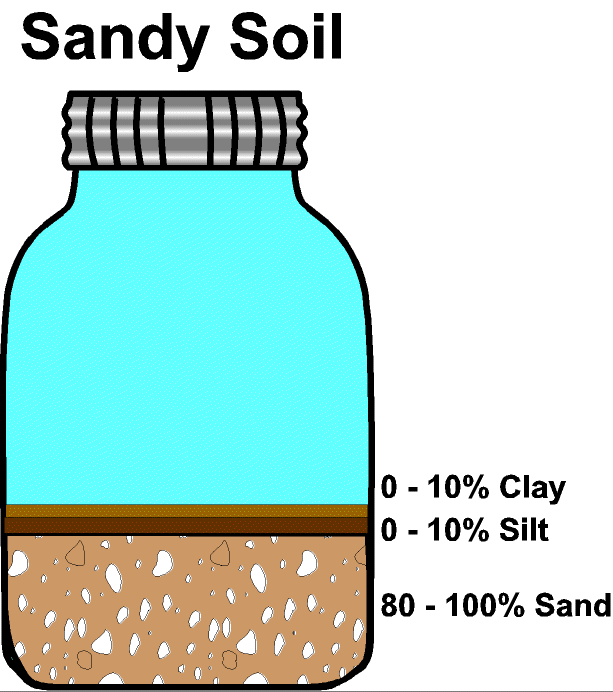 Sandy Soil
0 - 10% Clay
0 - 10% Silt
80 - 100% Sand